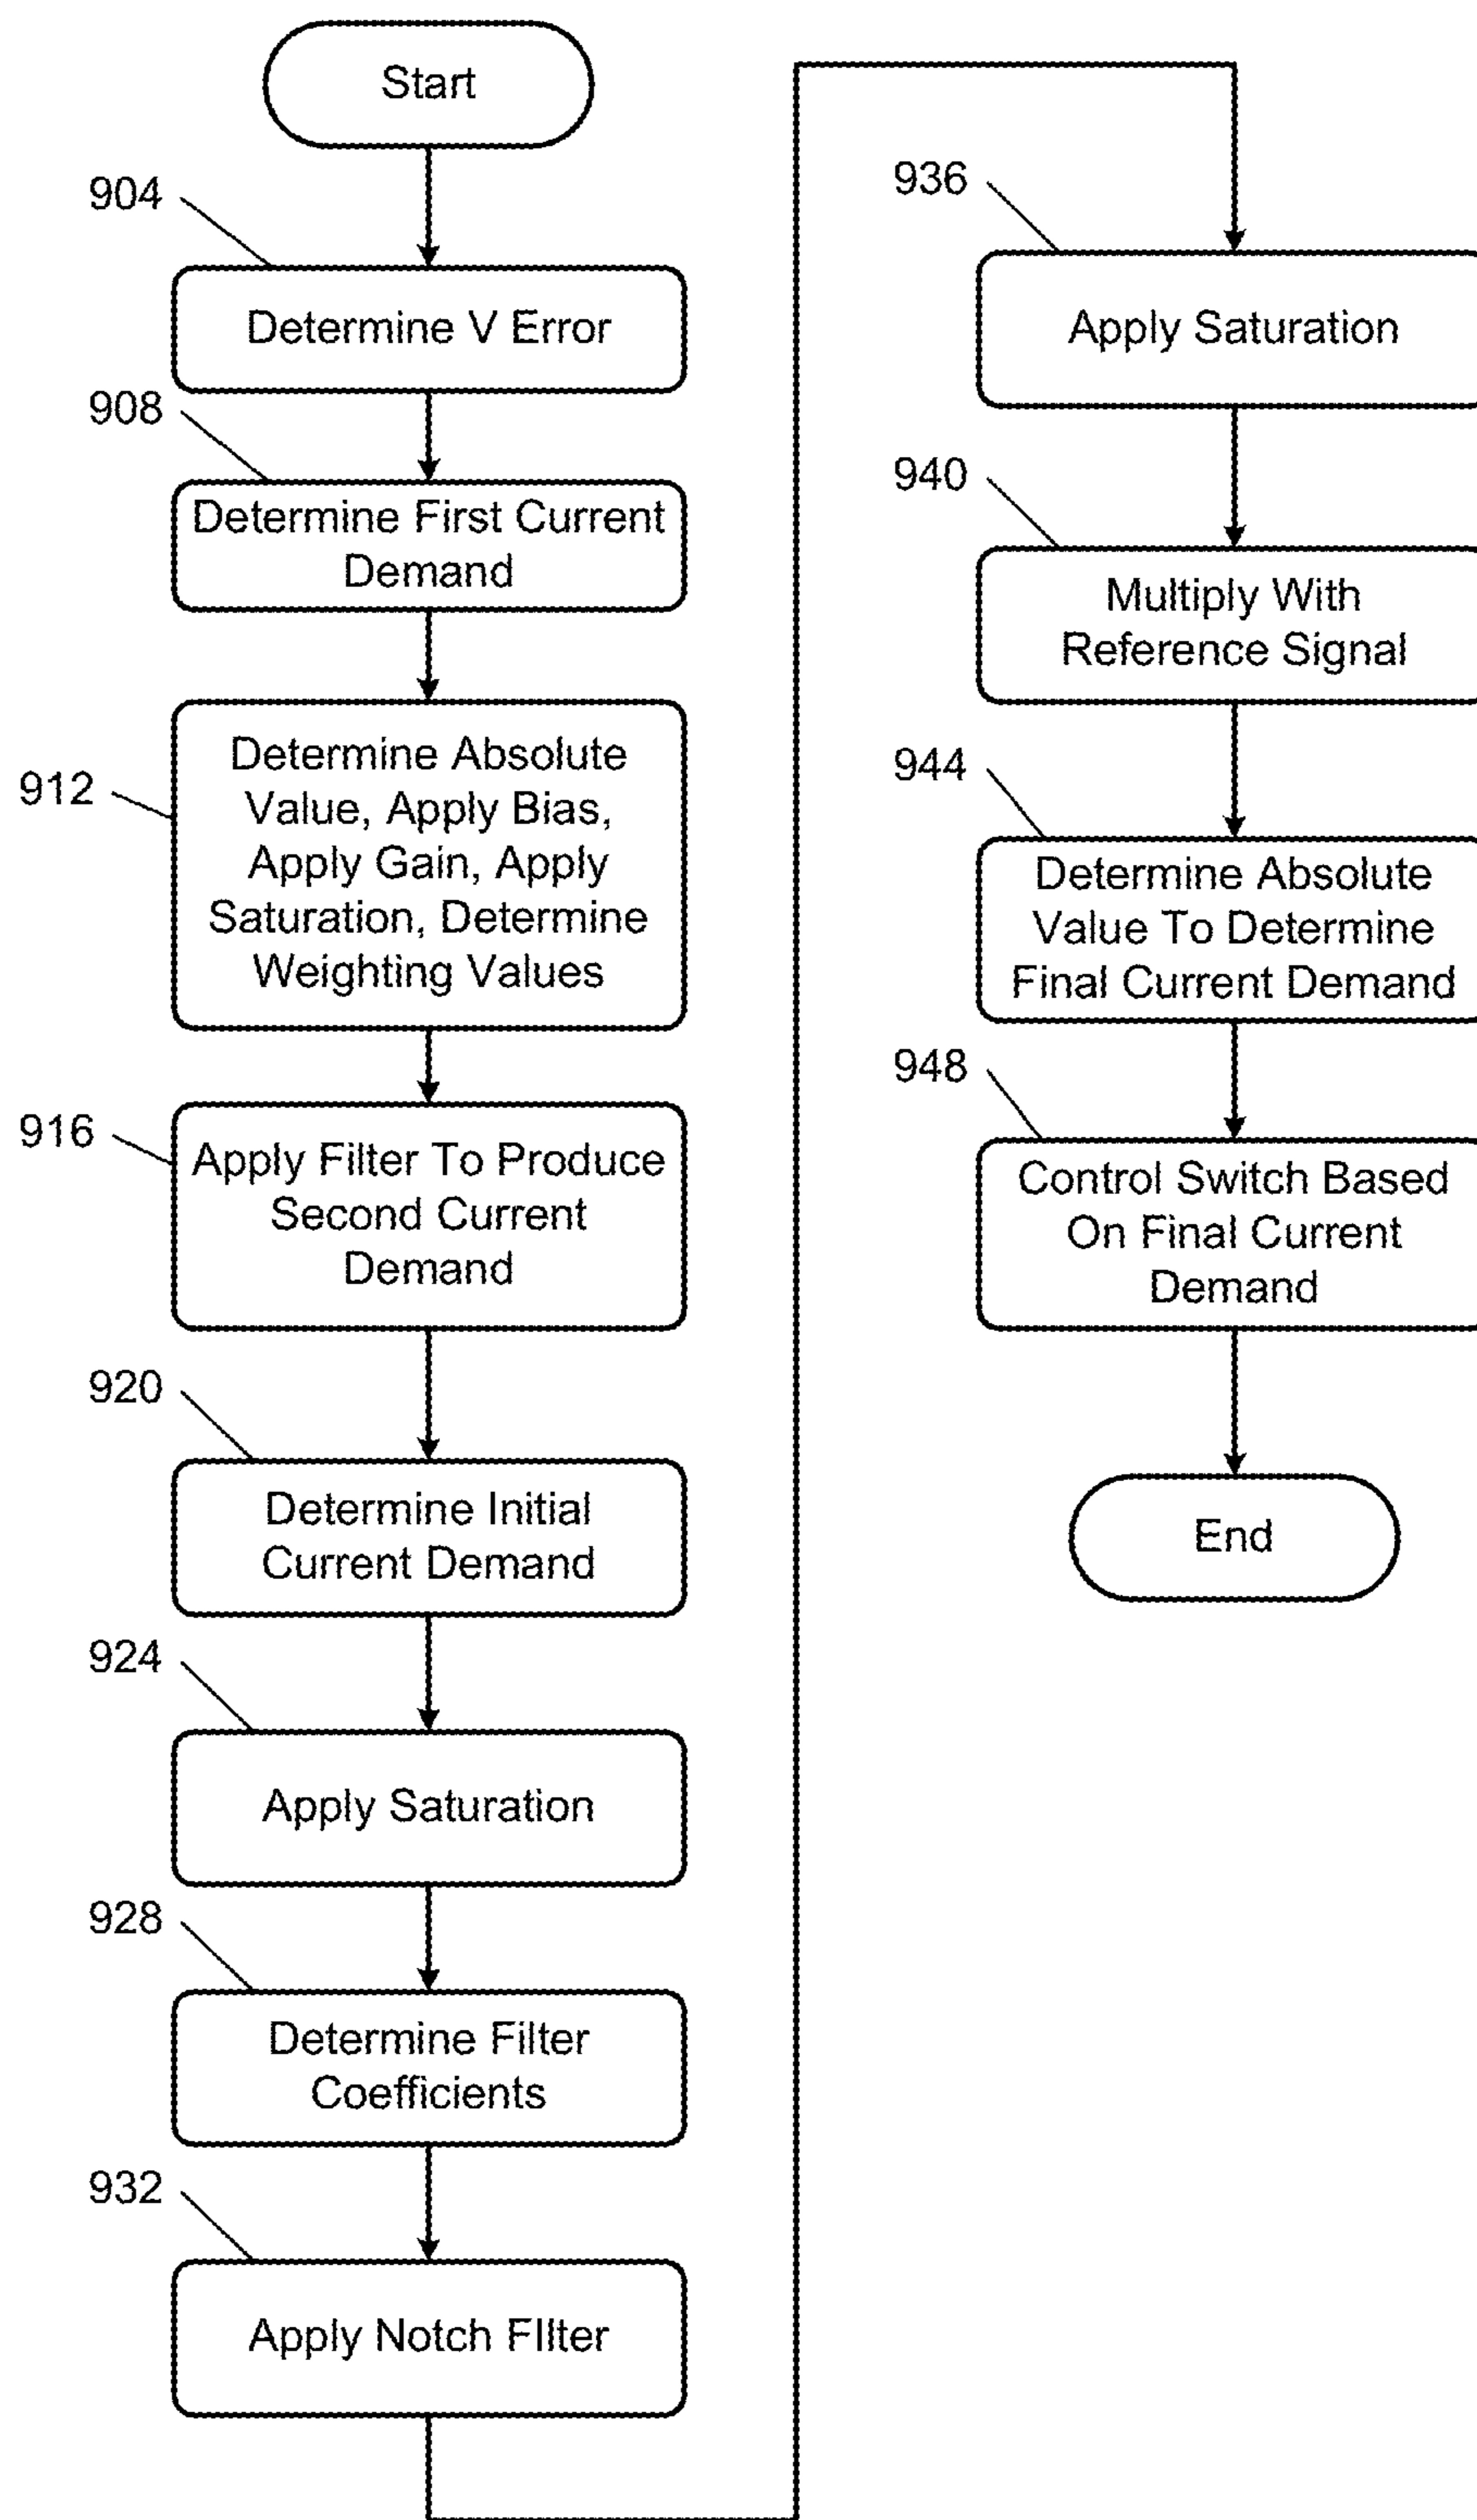 Start
904
Determine V Error
908
Determine First Current
Demand
912
Determine Absolute
Value, Apply Bias,
Apply Gain, Apply
Saturation, Determine
Weighting Values
916
Apply Filter To Produce
Second Current
Demand
920
Determine Initial
Current Demand
924
Apply Saturation
928
Determine Filter
Coefficients
932
Apply Notch FIlter
936
Apply Saturation
940
Multiply With
Reference Signal
944
Determine Absolute
Value To Determine
Final Current Demand
948
Control Switch Based
On Final Current
Demand
End